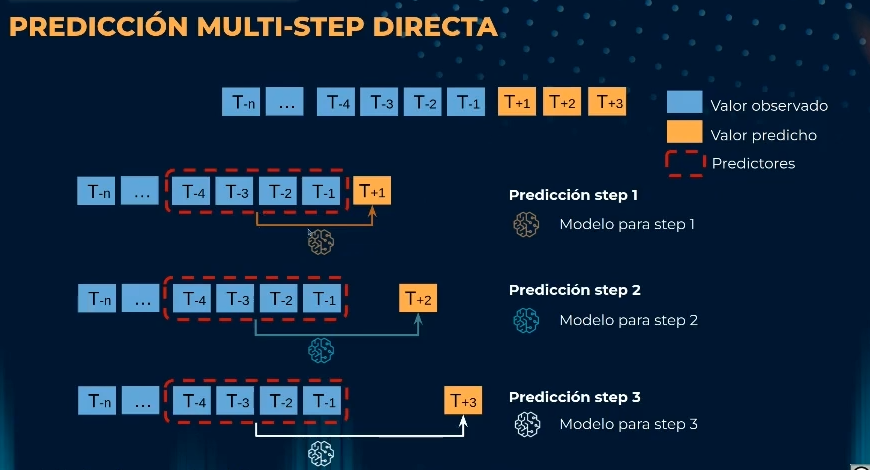 PREDICCIÓN MULTI-STEP DIRECTA
T-n ... T-4 T-3 T-2 T-1 T+1 T+2 T+3
Valor observado
Valor predicho
Predictores
T-n ... T-4 T-3 T-2 T-1 T+1
Predicción step 1
Modelo para step 1
T-n ... T-4 T-3 T-2 T-1 T+2
Predicción step 2
Modelo para step 2
T-n ... T-4 T-3 T-2 T-1 T+3
Predicción step 3
Modelo para step 3